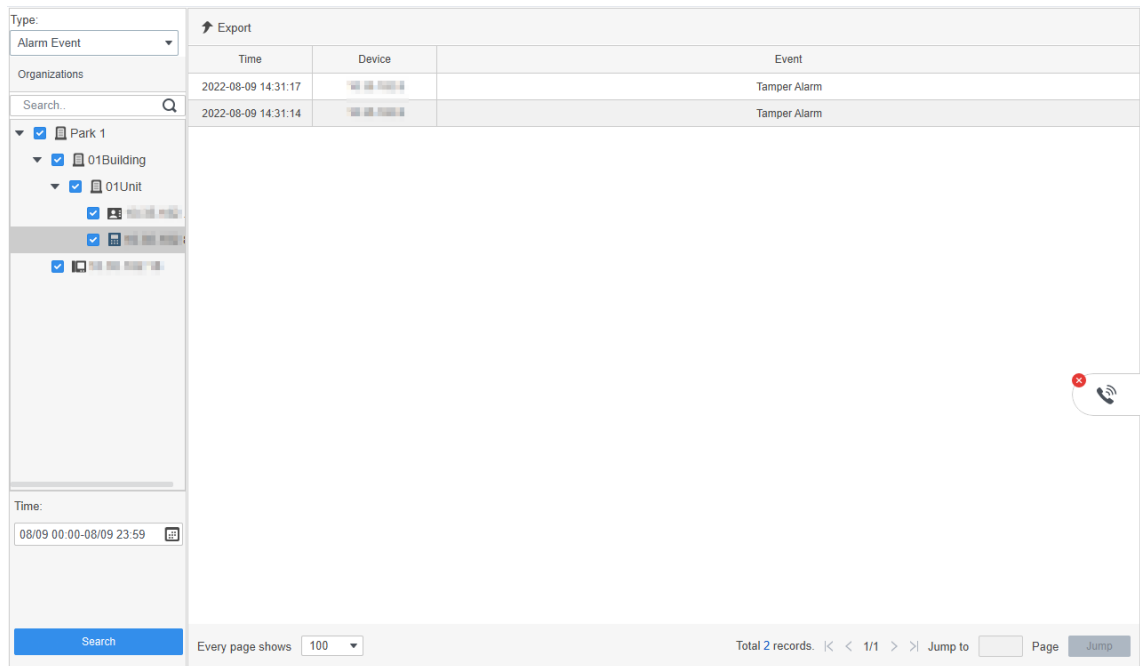 Type:
Alarm Event
Organizations
Search..
Park 1
01Building
01Unit
Time:
08/09 00:00-08/09 23:59
Search
Export
Time Device Event
2022-08-09 14:31:17 Tamper Alarm
2022-08-09 14:31:14 Tamper Alarm
Every page shows 100 Total 2 records. |< < 1/1 > >| Jump to Page Jump